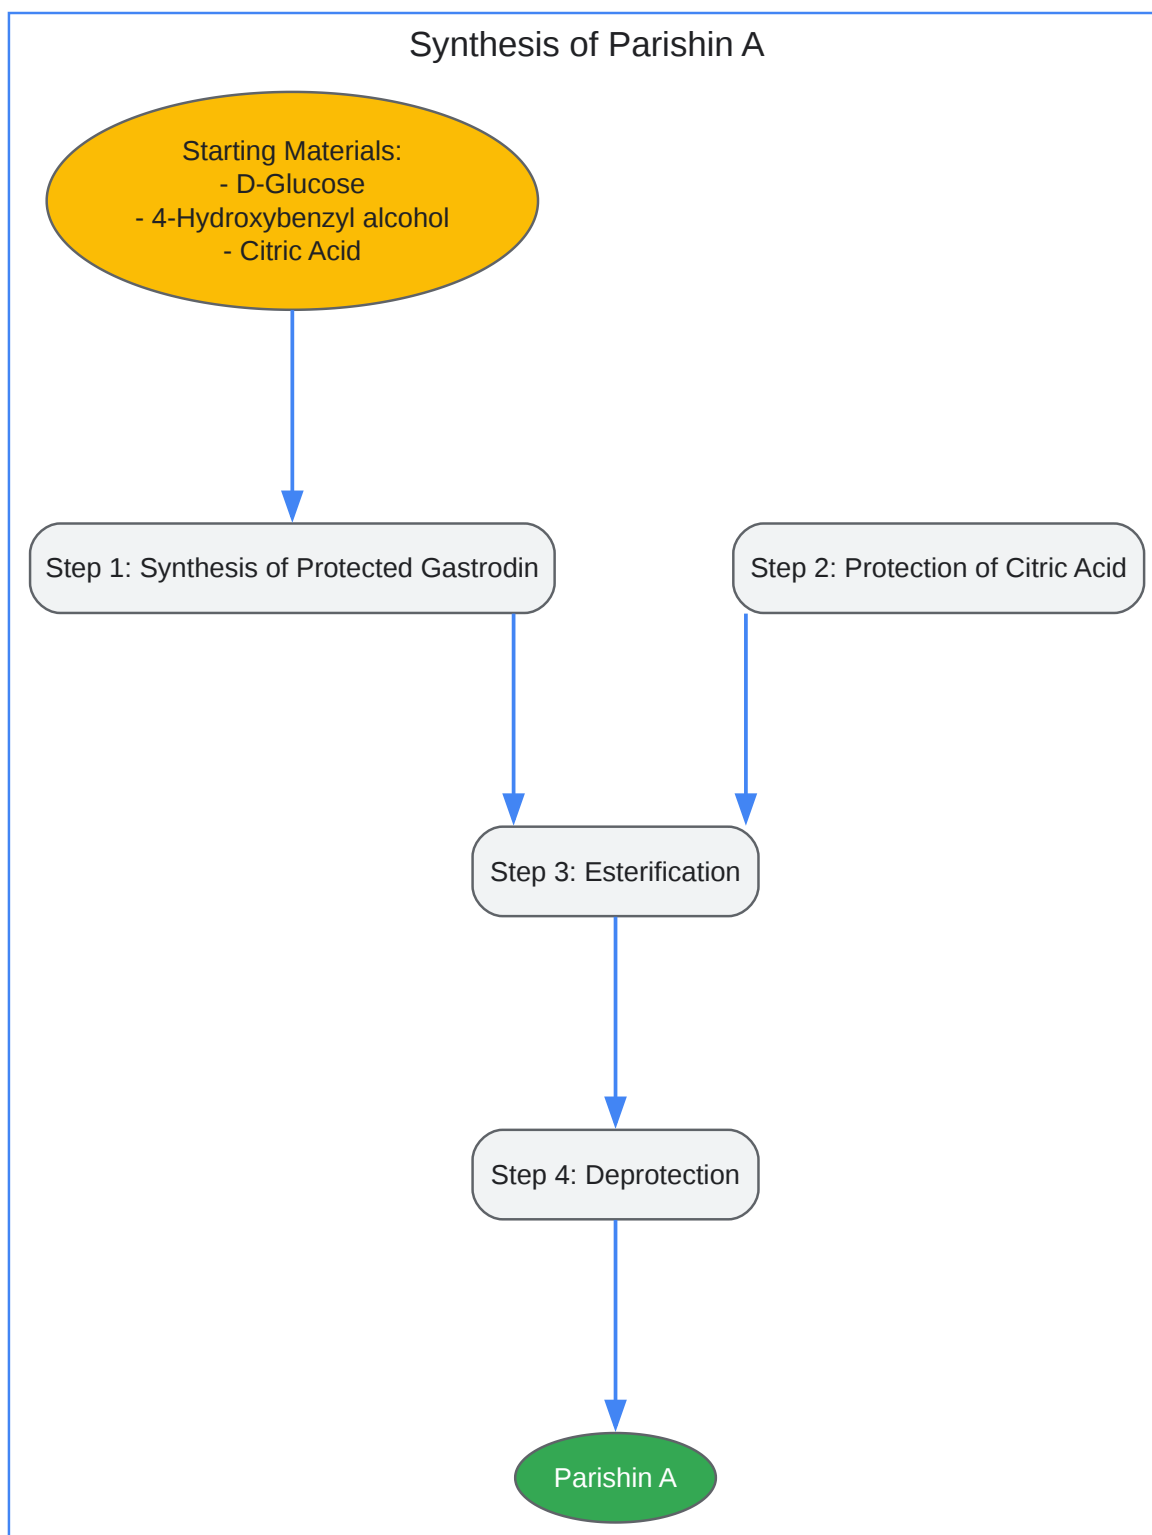 Synthesis of Parishin A
Starting Materials:
- D-Glucose
- 4-Hydroxybenzyl alcohol
- Citric Acid
Step 1: Synthesis of Protected Gastrodin
Step 2: Protection of Citric Acid
Step 3: Esterification
Step 4: Deprotection
Parishin A